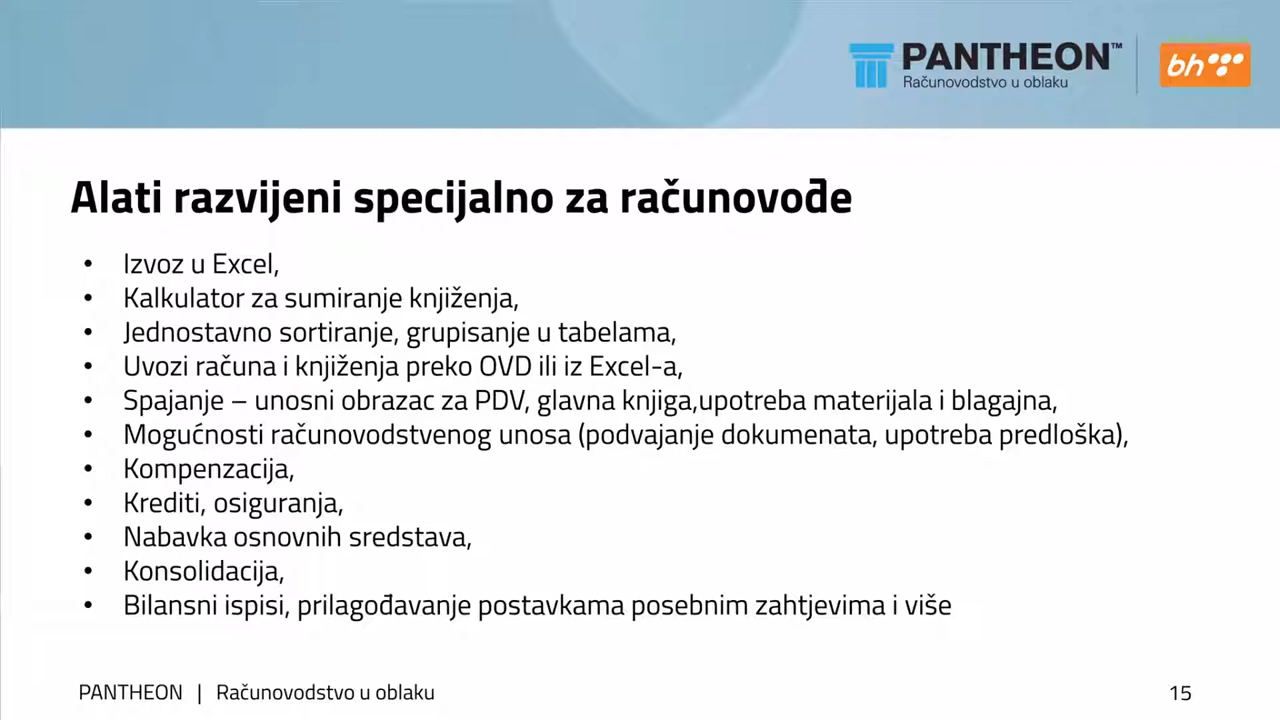 PANTHEON™
Računovodstvo u oblaku
bh
Alati razvijeni specijalno za računovođe
• Izvoz u Excel,
• Kalkulator za sumiranje knjiženja,
• Jednostavno sortiranje, grupisanje u tabelama,
• Uvozi računa i knjiženja preko OVD ili iz Excel-a,
• Spajanje – unosni obrazac za PDV, glavna knjiga,upotreba materijala i blagajna,
• Mogućnosti računovodstvenog unosa (podvajanje dokumenata, upotreba predloška),
• Kompenzacija,
• Krediti, osiguranja,
• Nabavka osnovnih sredstava,
• Konsolidacija,
• Bilansni ispisi, prilagođavanje postavkama posebnim zahtjevima i više
PANTHEON | Računovodstvo u oblaku
15